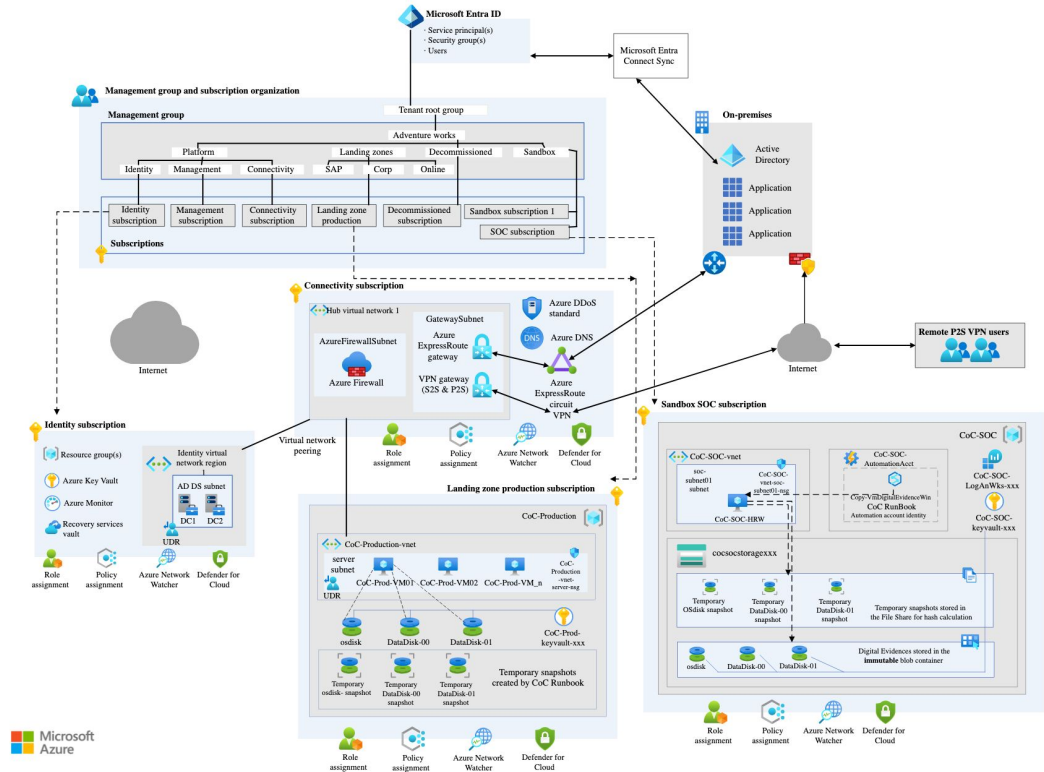 Microsoft Entra ID
· Service principal(s)
· Security group(s)
· Users
Microsoft Entra
Connect Sync
Management group and subscription organization
Tenant root group
Management group
Adventure works
Platform
Landing zones
Decommissioned
Sandbox
Identity
Management
Connectivity
SAP
Corp
Online
Identity
subscription
Management
subscription
Connectivity
subscription
Landing zone
production
Decommissioned
subscription
Sandbox subscription 1
SOC subscription
Subscriptions
On-premises
Active
Directory
Application
Application
Application
Internet
Connectivity subscription
Hub virtual network 1
AzureFirewallSubnet
Azure Firewall
GatewaySubnet
Azure
ExpressRoute
gateway
VPN gateway
(S2S & P2S)
Azure DDoS
standard
Azure DNS
Azure
ExpressRoute
circuit
VPN
Role
assignment
Policy
assignment
Azure Network
Watcher
Defender for
Cloud
Internet
Remote P2S VPN users
Virtual network
peering
Identity subscription
Resource group(s)
Azure Key Vault
Azure Monitor
Recovery services
vault
Identity virtual
network region
AD DS subnet
DC1
DC2
UDR
Role
assignment
Policy
assignment
Azure Network
Watcher
Defender for
Cloud
Landing zone production subscription
CoC-Production
CoC-Production-vnet
server
subnet
UDR
CoC-Prod-VM01
CoC-Prod-VM02
CoC-Prod-VM_n
CoC-
Production
-vnet-
server-nsg
osdisk
DataDisk-00
DataDisk-01
CoC-Prod-
keyvault-xxx
Temporary
osdisk- snapshot
Temporary
DataDisk-00
snapshot
Temporary
DataDisk-01
snapshot
Temporary snapshots
created by CoC Runbook
Role
assignment
Policy
assignment
Azure Network
Watcher
Defender for
Cloud
Sandbox SOC subscription
CoC-SOC
CoC-SOC-vnet
soc-
subnet01
subnet
CoC-SOC-
vnet-soc-
subnet01-nsg
CoC-SOC-HRW
CoC-SOC-
AutomationAcct
Copy-VmDigitalEvidenceWin
CoC RunBook
Automation account identity
CoC-SOC-
LogAnWks-xxx
CoC-SOC-
keyvault-xxx
cocsocstoragexxx
Temporary
OSdisk snapshot
Temporary
DataDisk-00
snapshot
Temporary
DataDisk-01
snapshot
Temporary snapshots stored in
the File Share for hash calculation
osdisk
DataDisk-00
DataDisk-01
Digital Evidences stored in the
immutable blob container
Role
assignment
Policy
assignment
Azure Network
Watcher
Defender for
Cloud
Microsoft
Azure